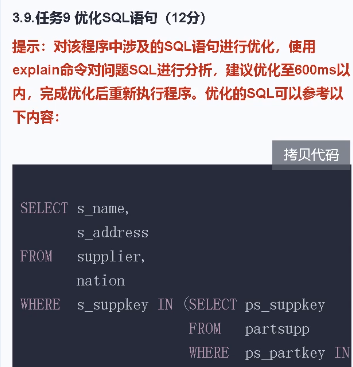 3.9.任务9 优化SQL语句（12分）
提示：对该程序中涉及的SQL语句进行优化，使用
explain命令对问题SQL进行分析，建议优化至600ms以
内，完成优化后重新执行程序。优化的SQL可以参考以
下内容：
拷贝代码
SELECT s_name,
s_address
FROM supplier,
nation
WHERE s_suppkey IN (SELECT ps_suppkey
FROM partsupp
WHERE ps_partkey IN